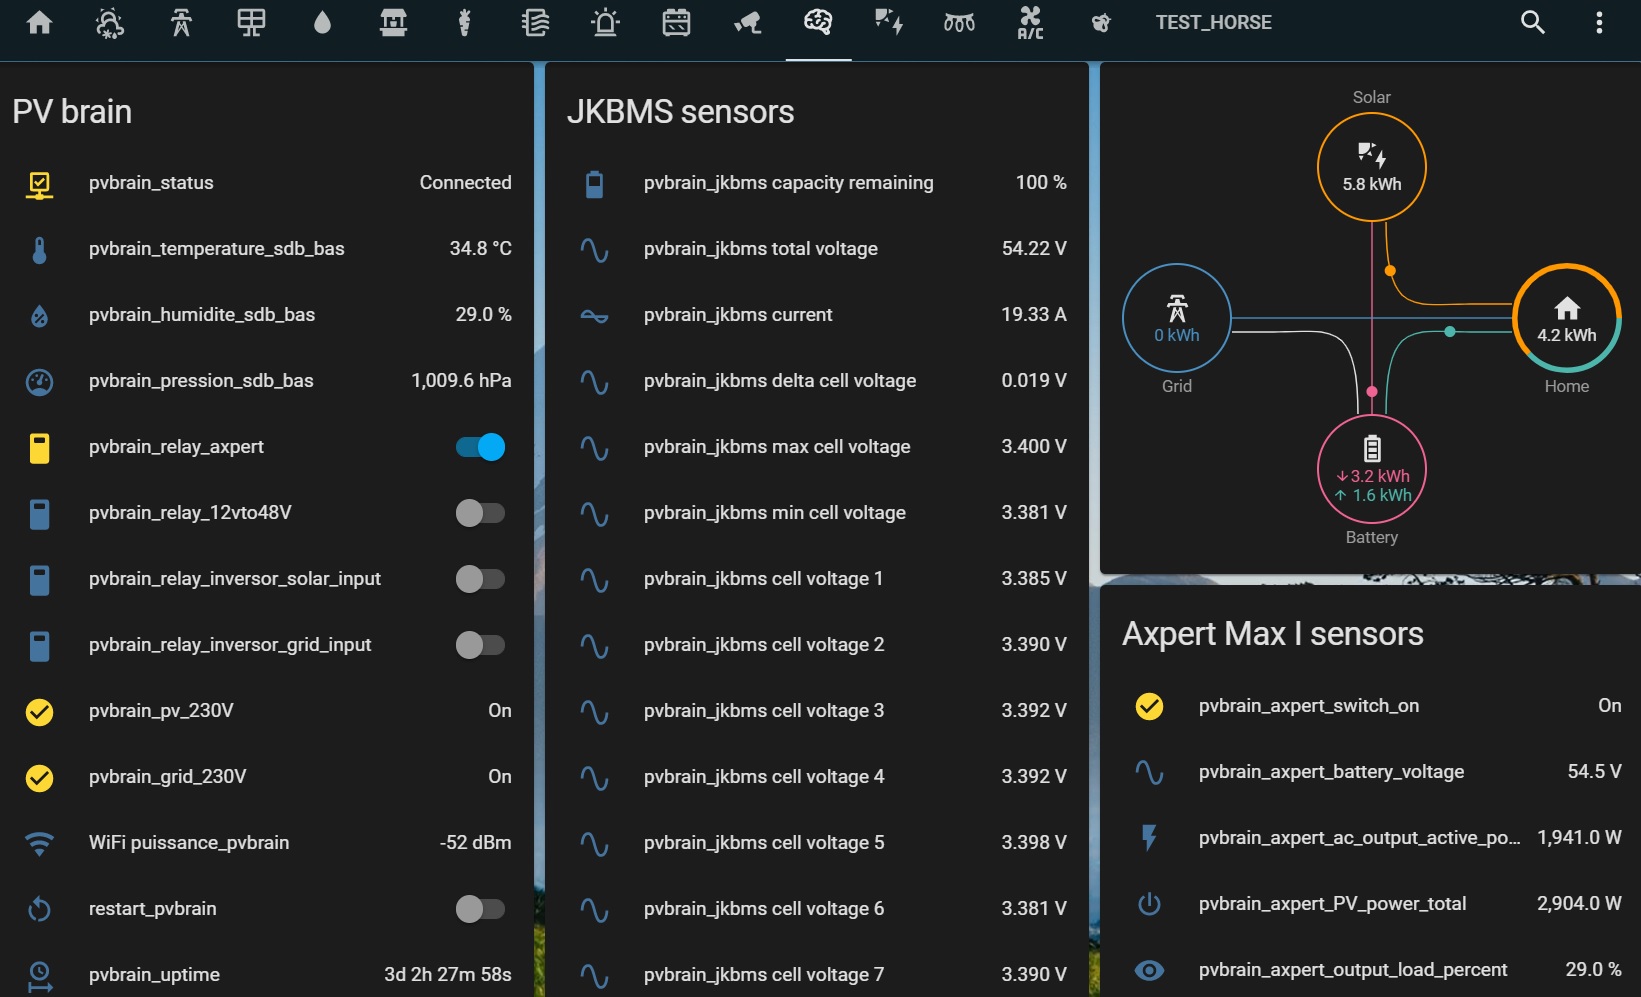 A/C
TEST_HORSE
PV brain
pvbrain_status Connected
pvbrain_temperature_sdb_bas 34.8 °C
pvbrain_humidite_sdb_bas 29.0 %
pvbrain_pression_sdb_bas 1,009.6 hPa
pvbrain_relay_axpert
pvbrain_relay_12vto48V
pvbrain_relay_inversor_solar_input
pvbrain_relay_inversor_grid_input
pvbrain_pv_230V On
pvbrain_grid_230V On
WiFi puissance_pvbrain -52 dBm
restart_pvbrain
pvbrain_uptime 3d 2h 27m 58s
JKBMS sensors
pvbrain_jkbms capacity remaining 100 %
pvbrain_jkbms total voltage 54.22 V
pvbrain_jkbms current 19.33 A
pvbrain_jkbms delta cell voltage 0.019 V
pvbrain_jkbms max cell voltage 3.400 V
pvbrain_jkbms min cell voltage 3.381 V
pvbrain_jkbms cell voltage 1 3.385 V
pvbrain_jkbms cell voltage 2 3.390 V
pvbrain_jkbms cell voltage 3 3.392 V
pvbrain_jkbms cell voltage 4 3.392 V
pvbrain_jkbms cell voltage 5 3.398 V
pvbrain_jkbms cell voltage 6 3.381 V
pvbrain_jkbms cell voltage 7 3.390 V
Solar
5.8 kWh
0 kWh
Grid
4.2 kWh
Home
↓3.2 kWh
↑ 1.6 kWh
Battery
Axpert Max I sensors
pvbrain_axpert_switch_on On
pvbrain_axpert_battery_voltage 54.5 V
pvbrain_axpert_ac_output_active_po... 1,941.0 W
pvbrain_axpert_PV_power_total 2,904.0 W
pvbrain_axpert_output_load_percent 29.0 %